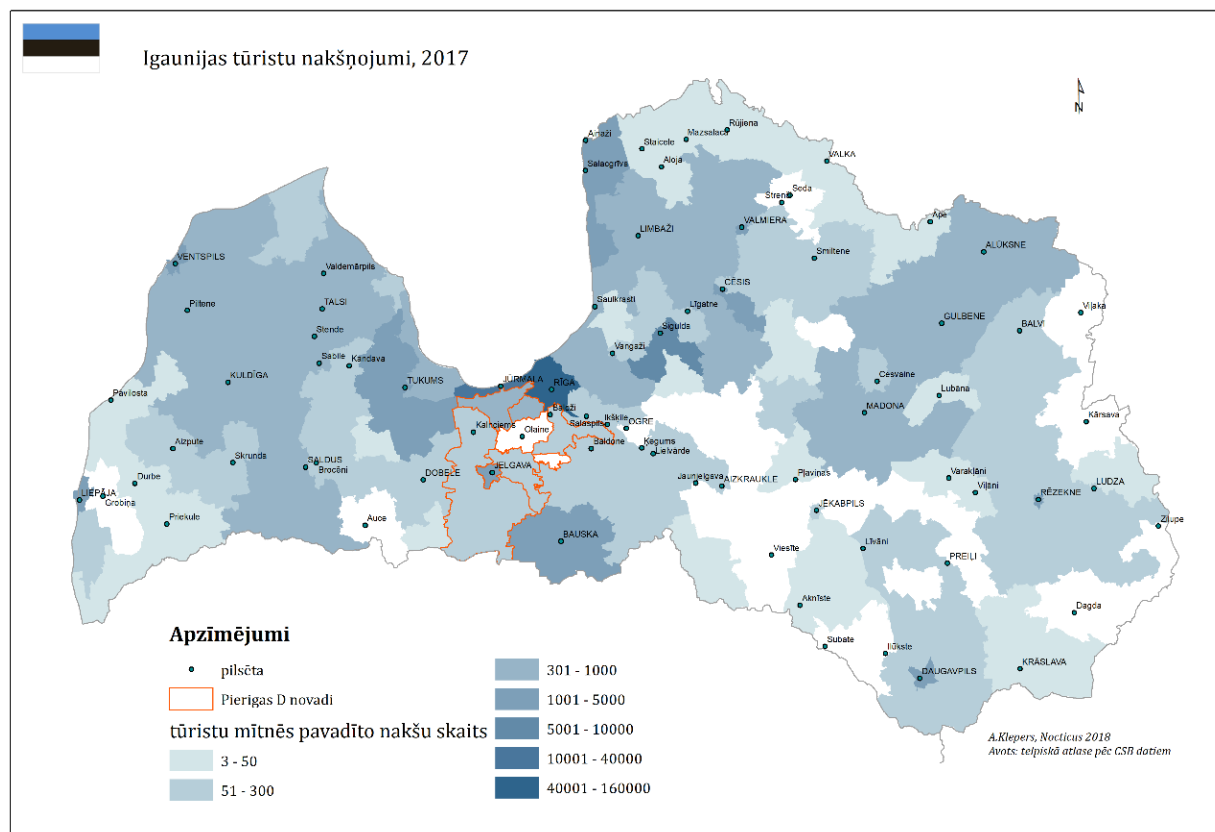 Igaunijas tūristu nakšņojumi, 2017
N
Ainaži
Staicele
Mazsalaca
Rūjiena
Salacgrīva
Aloja
VALKA
Strenči
Seda
LIMBAŽI
VALMIERA
Ape
Smiltene
ALŪKSNE
VENTSPILS
Valdemārpils
CĒSIS
Piltene
TALSI
Saulkrasti
Līgatne
Viļaka
Stende
Sigulda
GULBENE
BALVI
Sabile
Kandava
Vangaži
KULDĪGA
TUKUMS
JŪRMALA
RĪGA
Cesvaine
Lubāna
Pāvilosta
Baloži
MADONA
Kalnciems
Olaine
Salaspils
Ikšķile
OGRE
Kārsava
Aizpute
Skrunda
SALDUS
Brocēni
Baldone
Ķegums
Lielvārde
Durbe
DOBELE
JELGAVA
Jaunjelgava
AIZKRAUKLE
Pļaviņas
Varakļāni
Viļāni
LUDZA
LIEPĀJA
Grobiņa
RĒZEKNE
Priekule
Auce
BAUSKA
JĒKABPILS
Zilupe
Viesīte
Līvāni
PREIĻI
Aknīste
Dagda
Subate
Ilūkste
DAUGAVPILS
KRĀSLAVA
Apzīmējumi
pilsēta
Pierīgas D novadi
tūristu mītnēs pavadīto nakšu skaits
3 - 50
51 - 300
301 - 1000
1001 - 5000
5001 - 10000
10001 - 40000
40001 - 160000
A.Klepers, Nocticus 2018
Avots: telpiskā atlase pēc CSB datiem